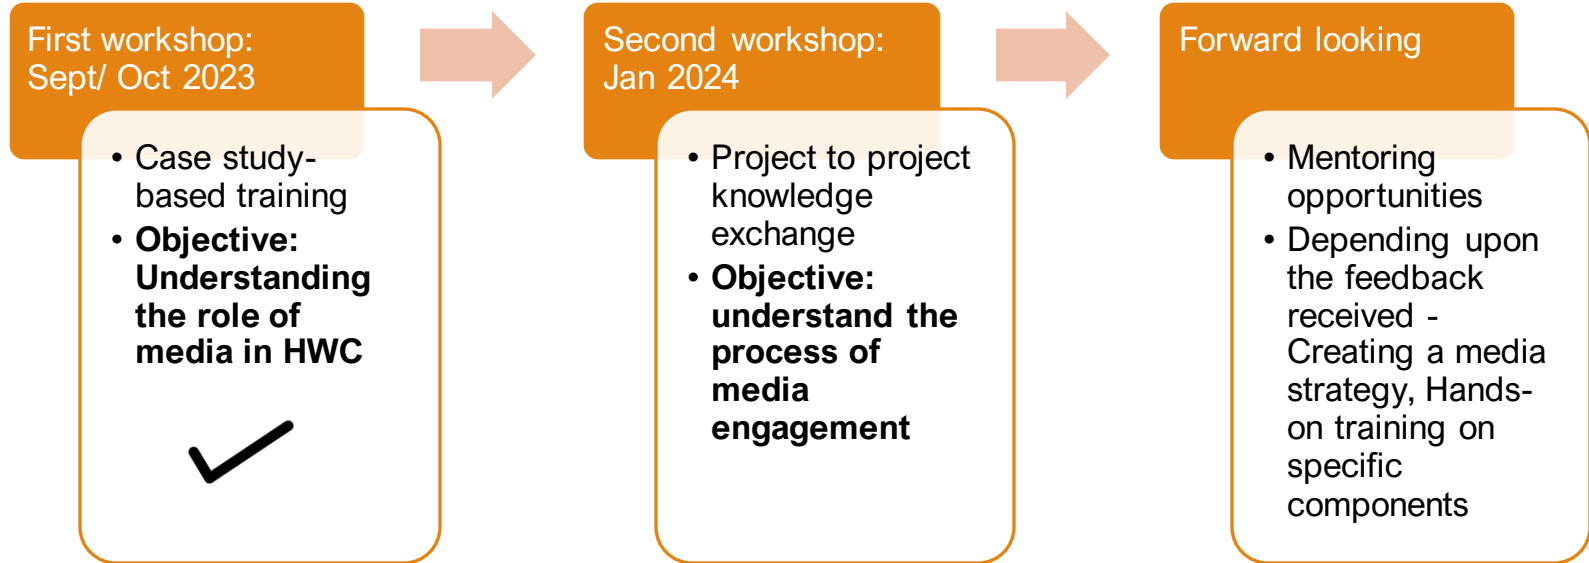 First workshop:
Sept/ Oct 2023
• Case study-
based training
• Objective:
Understanding
the role of
media in HWC
Second workshop:
Jan 2024
• Project to project
knowledge
exchange
• Objective:
understand the
process of
media
engagement
Forward looking
• Mentoring
opportunities
• Depending upon
the feedback
received -
Creating a media
strategy, Hands-
on training on
specific
components